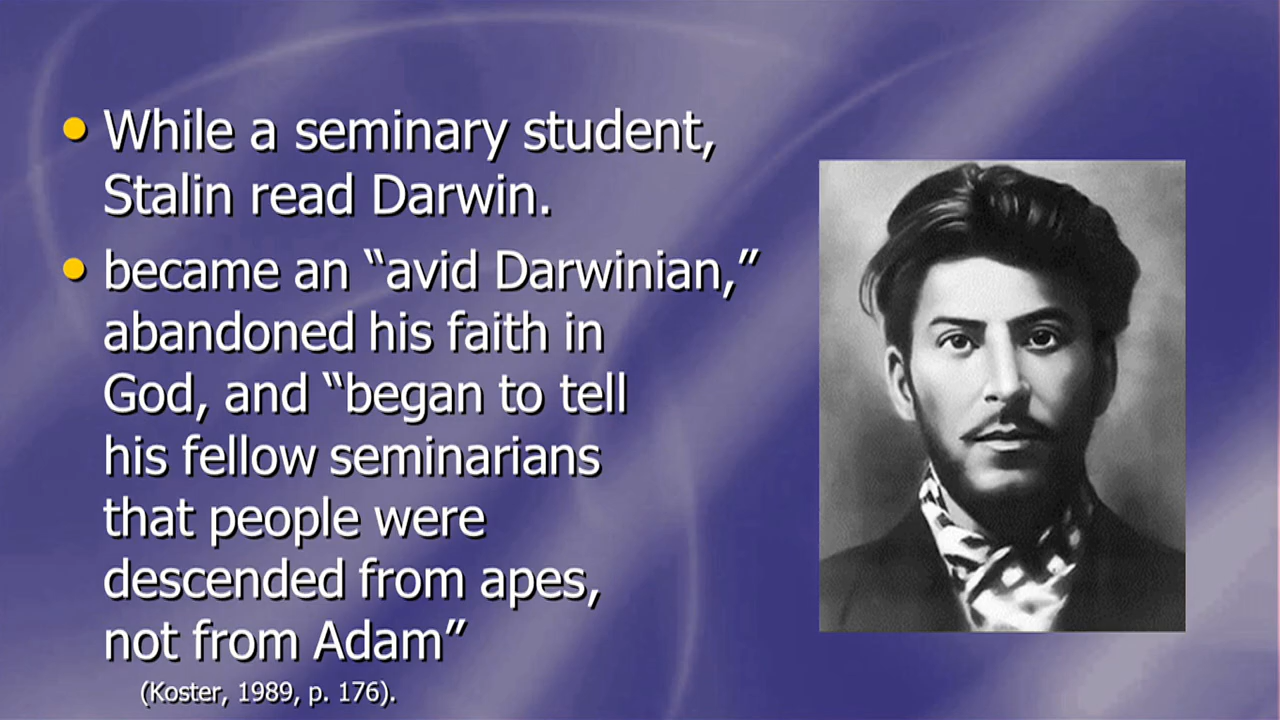 • While a seminary student,
Stalin read Darwin.
• became an “avid Darwinian,”
abandoned his faith in
God, and “began to tell
his fellow seminarians
that people were
descended from apes,
not from Adam”
(Koster, 1989, p. 176).